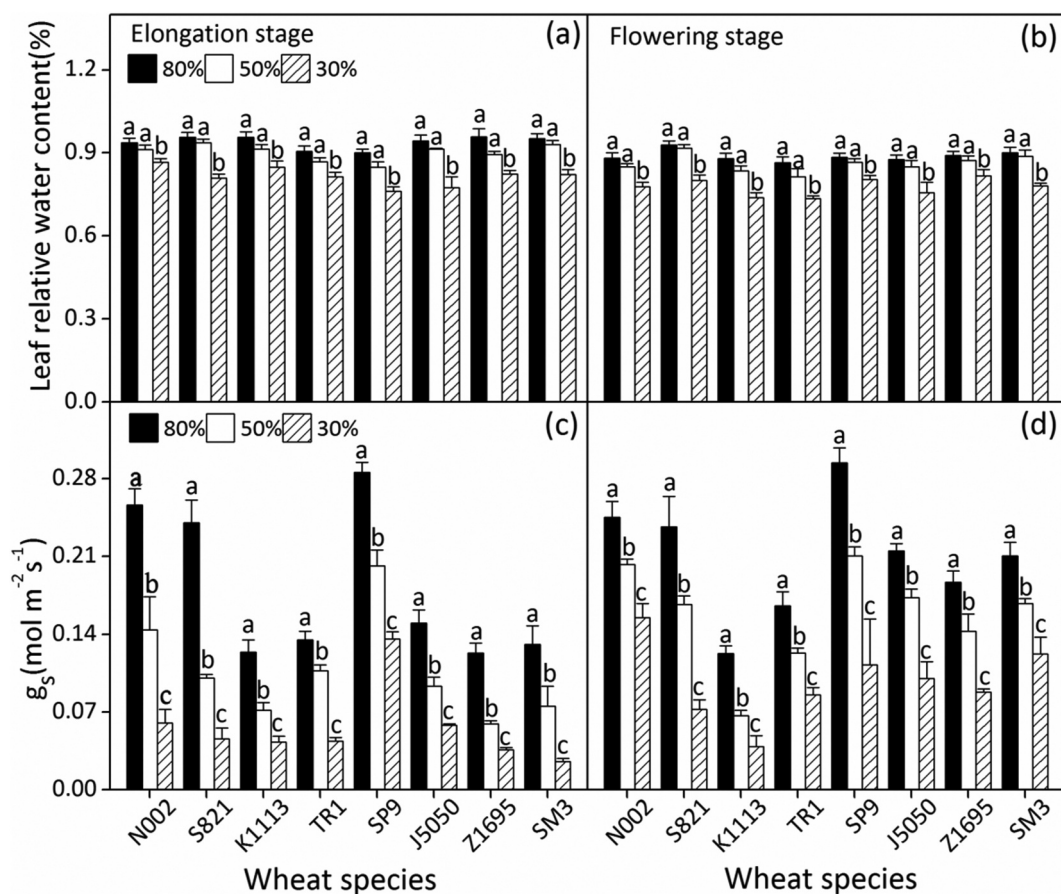 Elongation stage
(a)
80% 50% 30%
Flowering stage
(b)
Leaf relative water content(%)
1.2
0.9
0.6
0.3
0.0
a a b a a b a a b a a b a a b a a b a a b a a b
a a b a a b a a b a a b a a b a a b a a b a a b
80% 50% 30%
(c)
(d)
gs(mol m⁻² s⁻¹)
0.28
0.21
0.14
0.07
0.00
a b c a b c a b c a b c a b c a b c a b c a b c
a b c a b c a b c a b c a b c a b c a b c a b c
N002 S821 K1113 TR1 SP9 J5050 Z1695 SM3
N002 S821 K1113 TR1 SP9 J5050 Z1695 SM3
Wheat species
Wheat species